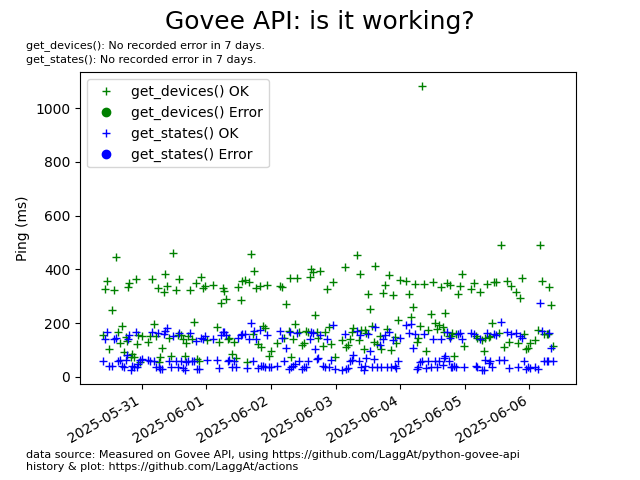 Govee API: is it working?
get_devices(): No recorded error in 7 days.
get_states(): No recorded error in 7 days.
get_devices() OK
get_devices() Error
get_states() OK
get_states() Error
Ping (ms)
1000
800
600
400
200
0
2025-05-31
2025-06-01
2025-06-02
2025-06-03
2025-06-04
2025-06-05
2025-06-06
data source: Measured on Govee API, using https://github.com/LaggAt/python-govee-api
history & plot: https://github.com/LaggAt/actions